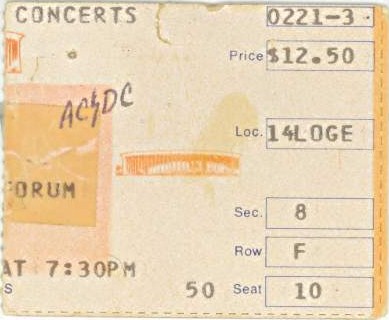 CONCERTS
0221-3
Price $12.50
AC⚡DC
Loc. 14LOGE
FORUM
Sec. 8
Row F
AT 7:30PM
S 50 Seat 10